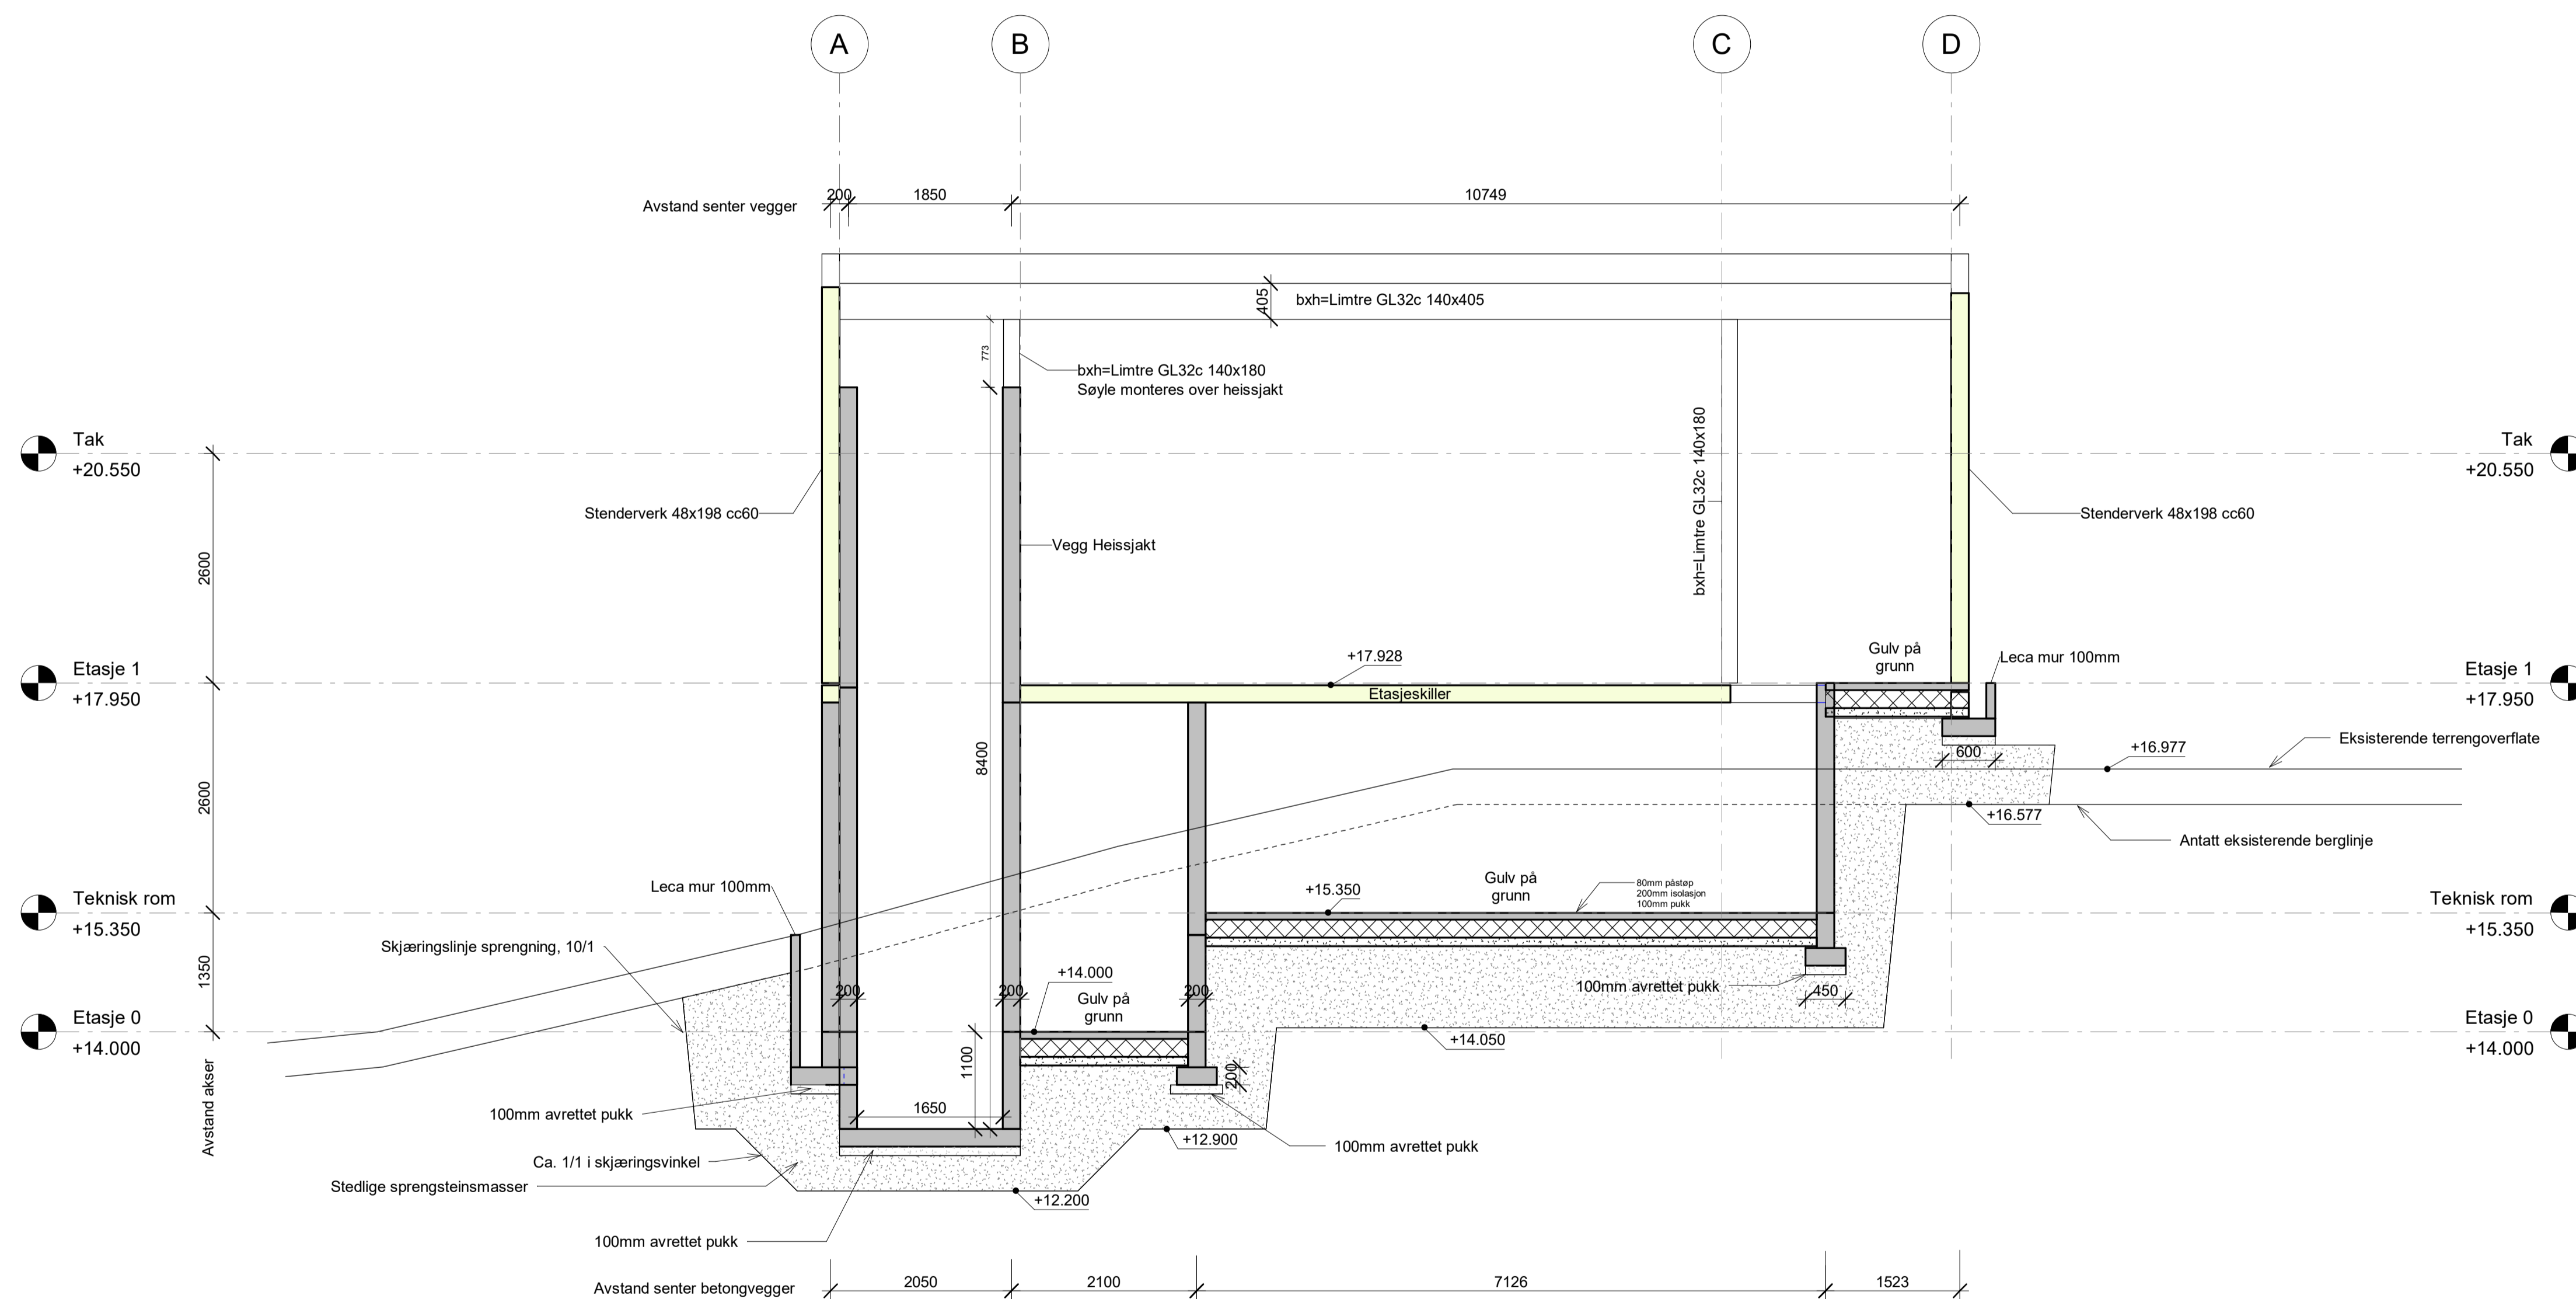 A
B
C
D
Avstand senter vegger
200
1850
10749
405
bxh=Limtre GL32c 140x405
773
bxh=Limtre GL32c 140x180
Søyle monteres over heissjakt
bxh=Limtre GL32c 140x180
Tak
+20.550
Tak
+20.550
Stenderverk 48x198 cc60
Stenderverk 48x198 cc60
Vegg Heissjakt
2600
+17.928
Gulv på
grunn
Leca mur 100mm
Etasje 1
+17.950
Etasjeskiller
Etasje 1
+17.950
8400
2600
600
+16.977
Eksisterende terrengoverflate
+16.577
Antatt eksisterende berglinje
Leca mur 100mm
+15.350
Gulv på
grunn
80mm påstøp
200mm isolasjon
100mm pukk
Teknisk rom
+15.350
Teknisk rom
+15.350
Skjæringslinje sprengning, 10/1
1350
+14.000
200
200
200
Gulv på
grunn
100mm avrettet pukk
450
Etasje 0
+14.000
+14.050
Etasje 0
+14.000
Avstand akser
1100
200
100mm avrettet pukk
1650
+12.900
100mm avrettet pukk
Ca. 1/1 i skjæringsvinkel
Stedlige sprengsteinsmasser
+12.200
100mm avrettet pukk
Avstand senter betongvegger
2050
2100
7126
1523